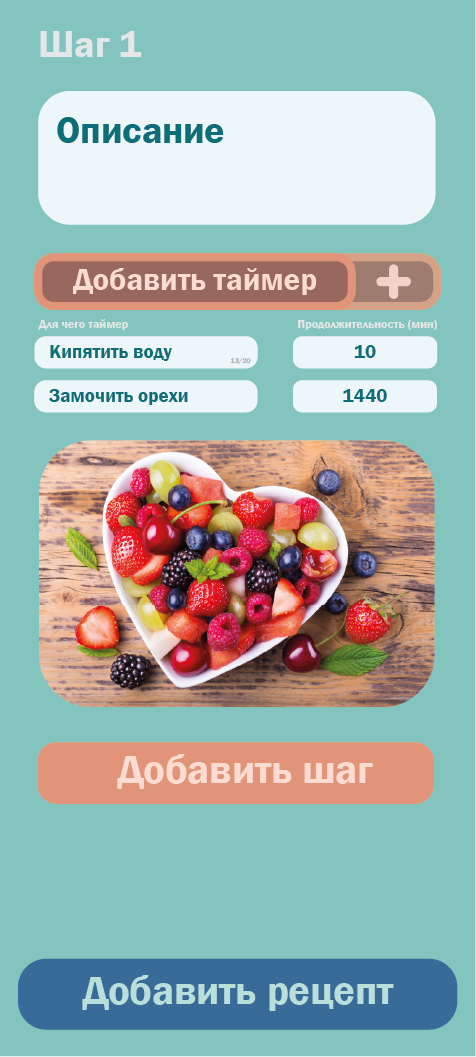 Шаг 1
Описание
Добавить таймер +
Для чего таймер Продолжительность (мин)
Кипятить воду 13/20 10
Замочить орехи 1440
Добавить шаг
Добавить рецепт